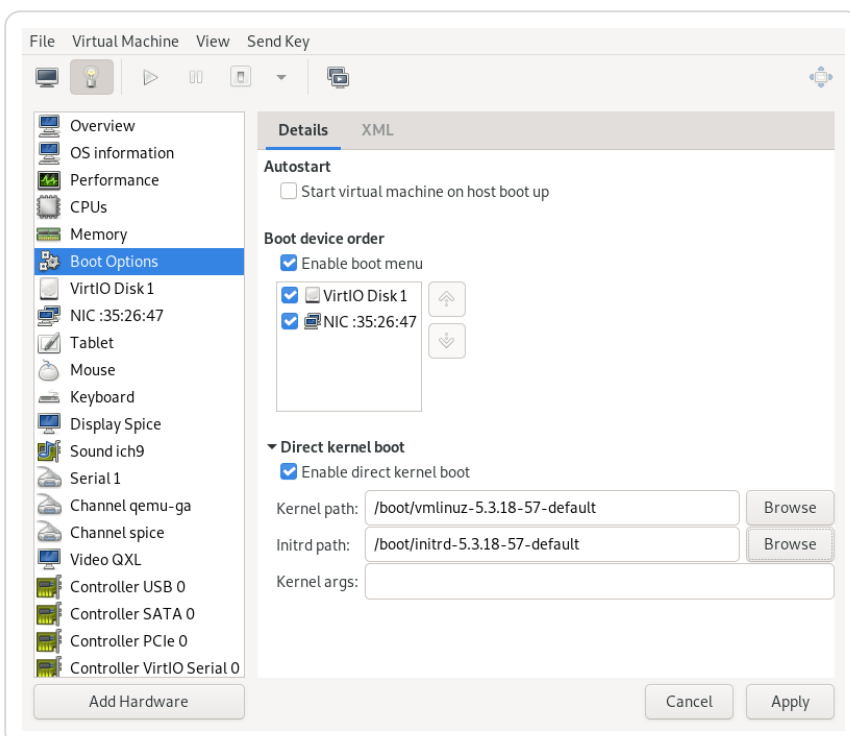 File Virtual Machine View Send Key
Overview
OS information
Performance
CPUs
Memory
Boot Options
VirtIO Disk 1
NIC :35:26:47
Tablet
Mouse
Keyboard
Display Spice
Sound ich9
Serial 1
Channel qemu-ga
Channel spice
Video QXL
Controller USB 0
Controller SATA 0
Controller PCIe 0
Controller VirtIO Serial 0
Add Hardware
Details XML
Autostart
Start virtual machine on host boot up
Boot device order
Enable boot menu
VirtIO Disk 1
NIC :35:26:47
Direct kernel boot
Enable direct kernel boot
Kernel path: /boot/vmlinuz-5.3.18-57-default Browse
Initrd path: /boot/initrd-5.3.18-57-default Browse
Kernel args:
Cancel Apply